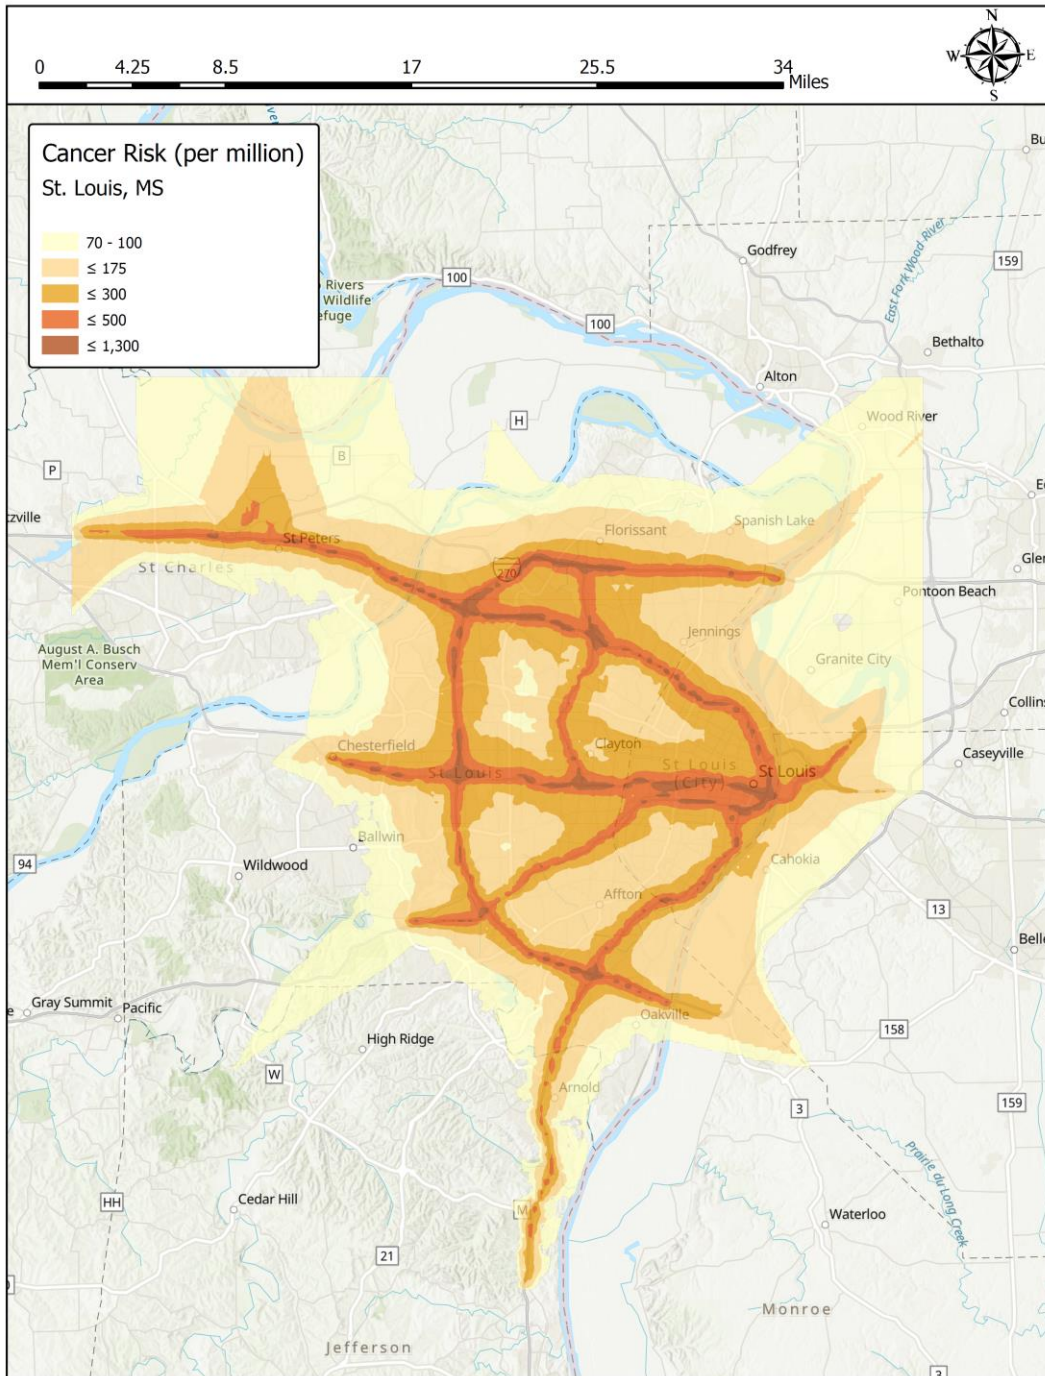 N
W E
S
0 4.25 8.5 17 25.5 34
Miles
Cancer Risk (per million)
St. Louis, MS
70 - 100
≤ 175
≤ 300
≤ 500
≤ 1,300
Rivers
Wildlife
efuge
100
100
Godfrey
159
East Fork Wood River
Bethalto
Alton
Wood River
H
B
P
tzville
St Peters
St Charles
270
Florissant
Spanish Lake
Pontoon Beach
Jennings
Granite City
August A. Busch
Mem'l Conserv
Area
Collins
Chesterfield
St Louis
Clayton
St Louis
(City)
St Louis
Caseyville
Ballwin
94
Wildwood
Cahokia
Affton
13
Belle
Gray Summit
Pacific
Oakville
High Ridge
158
W
Arnold
3
159
Prairie du Long Creek
HH
Cedar Hill
M
Waterloo
21
Monroe
Jefferson
3